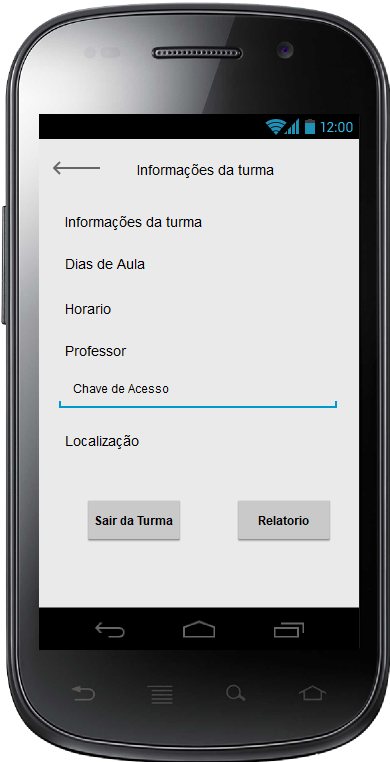 12:00
Informações da turma
Informações da turma
Dias de Aula
Horario
Professor
Chave de Acesso
Localização
Sair da Turma
Relatorio